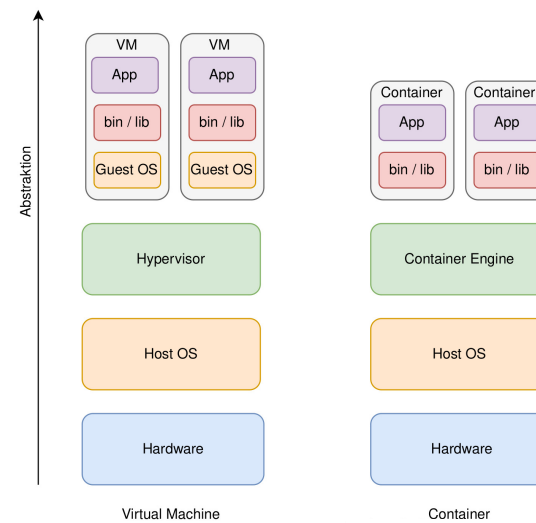 Abstraktion
VM
App
bin / lib
Guest OS
VM
App
bin / lib
Guest OS
Hypervisor
Host OS
Hardware
Virtual Machine
Container
App
bin / lib
Container
App
bin / lib
Container Engine
Host OS
Hardware
Container